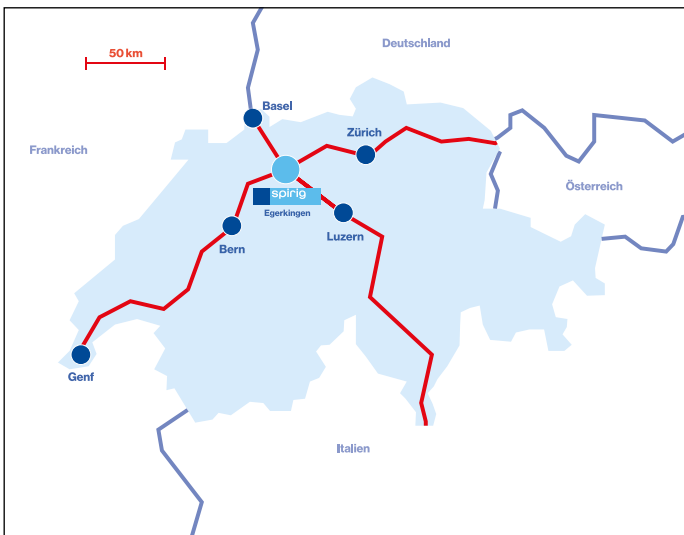 Deutschland
50 km
Basel
Zürich
Frankreich
Österreich
spirig
Egerkingen
Luzern
Bern
Genf
Italien